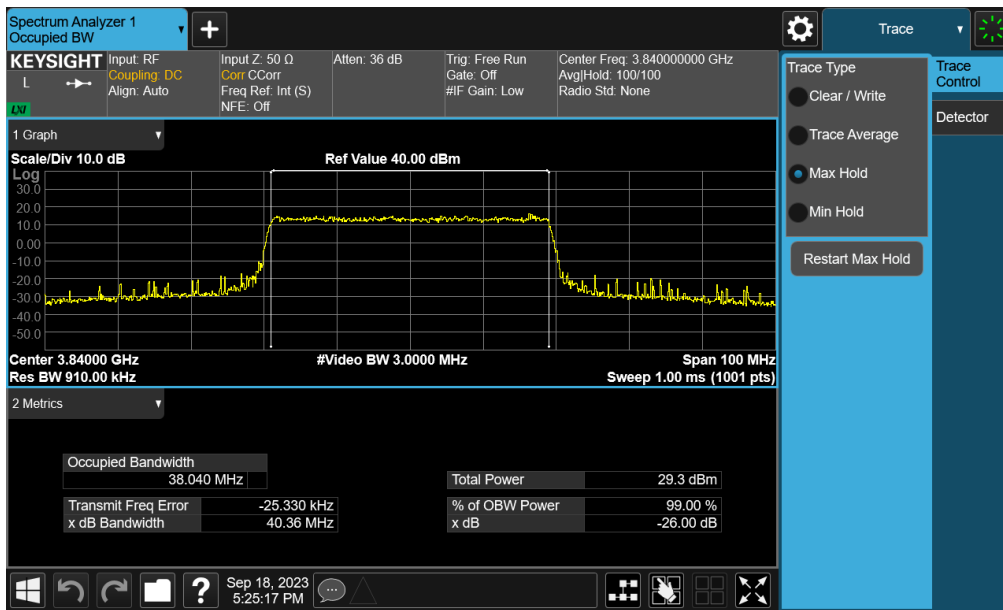 Spectrum Analyzer 1
Occupied BW
Trace
KEYSIGHT
L
LXI
Input: RF
Coupling: DC
Align: Auto
Input Z: 50 Ω
Corr CCorr
Freq Ref: Int (S)
NFE: Off
Atten: 36 dB
Trig: Free Run
Gate: Off
#IF Gain: Low
Center Freq: 3.840000000 GHz
Avg|Hold: 100/100
Radio Std: None
Trace Type
Clear / Write
Trace Average
Max Hold
Min Hold
Restart Max Hold
Trace
Control
Detector
1 Graph
Scale/Div 10.0 dB
Ref Value 40.00 dBm
Log
30.0
20.0
10.0
0.00
-10.0
-20.0
-30.0
-40.0
-50.0
Center 3.84000 GHz
#Video BW 3.0000 MHz
Span 100 MHz
Res BW 910.00 kHz
Sweep 1.00 ms (1001 pts)
2 Metrics
Occupied Bandwidth
38.040 MHz
Total Power 29.3 dBm
Transmit Freq Error -25.330 kHz
% of OBW Power 99.00 %
x dB Bandwidth 40.36 MHz
x dB -26.00 dB
?
Sep 18, 2023
5:25:17 PM